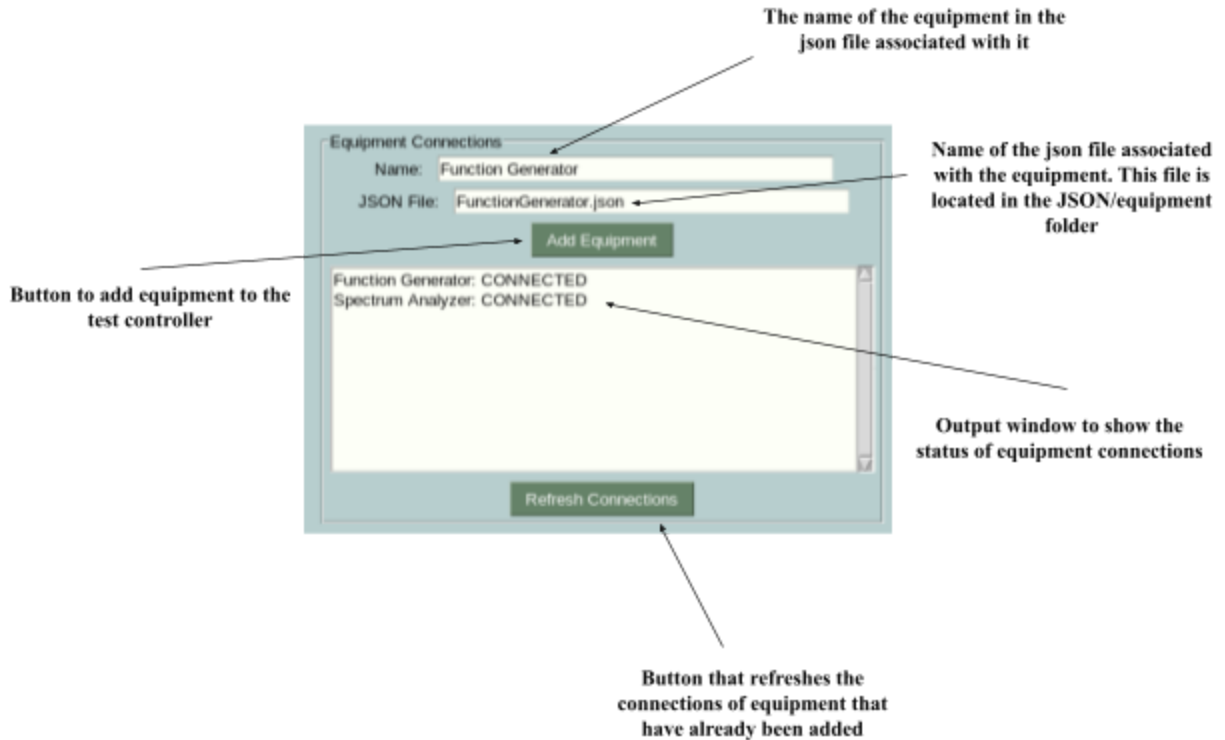 The name of the equipment in the
json file associated with it
Equipment Connections
Name: Function Generator
JSON File: FunctionGenerator.json
Add Equipment
Name of the json file associated
with the equipment. This file is
located in the JSON/equipment
folder
Button to add equipment to the
test controller
Function Generator: CONNECTED
Spectrum Analyzer: CONNECTED
Output window to show the
status of equipment connections
Refresh Connections
Button that refreshes the
connections of equipment that
have already been added